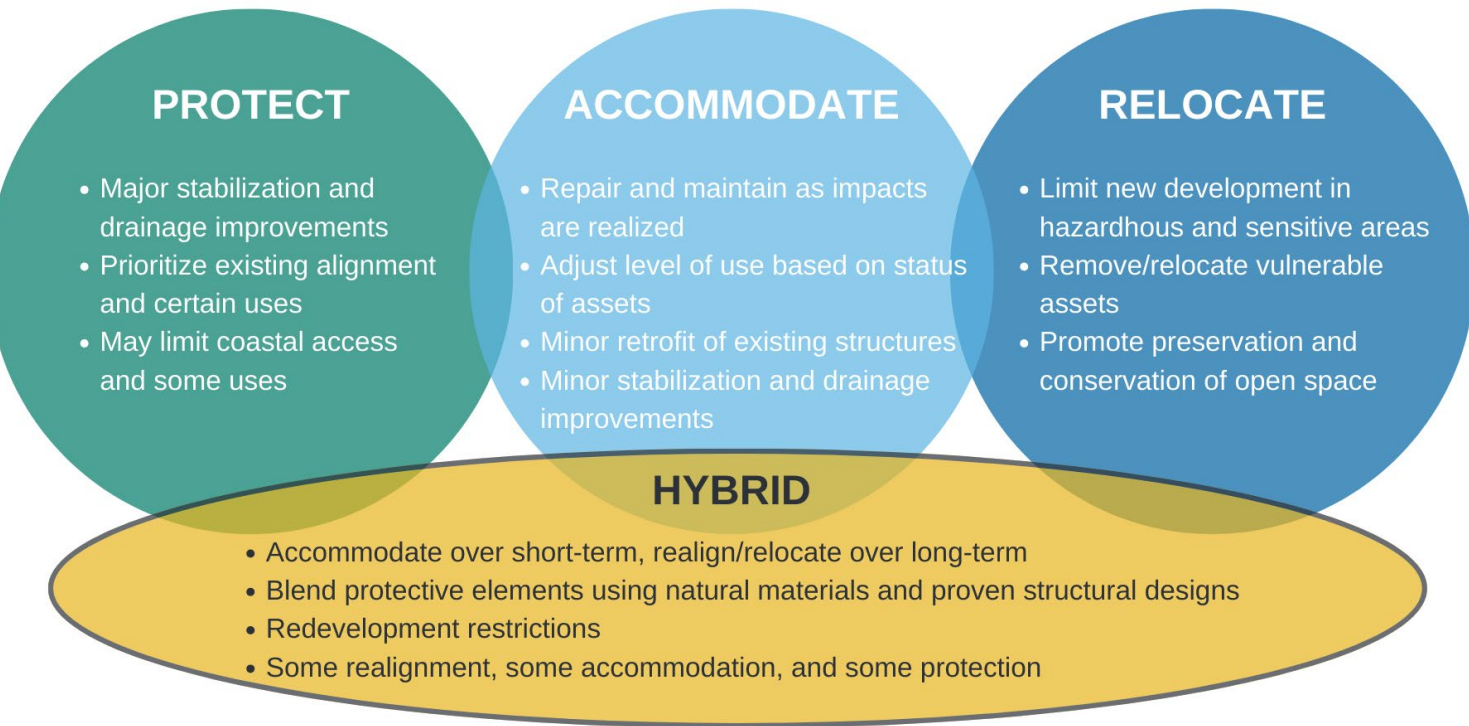 PROTECT
• Major stabilization and
drainage improvements
• Prioritize existing alignment
and certain uses
• May limit coastal access
and some uses
ACCOMMODATE
• Repair and maintain as impacts
are realized
• Adjust level of use based on status
of assets
• Minor retrofit of existing structures
• Minor stabilization and drainage
improvements
RELOCATE
• Limit new development in
hazardhous and sensitive areas
• Remove/relocate vulnerable
assets
• Promote preservation and
conservation of open space
HYBRID
• Accommodate over short-term, realign/relocate over long-term
• Blend protective elements using natural materials and proven structural designs
• Redevelopment restrictions
• Some realignment, some accommodation, and some protection